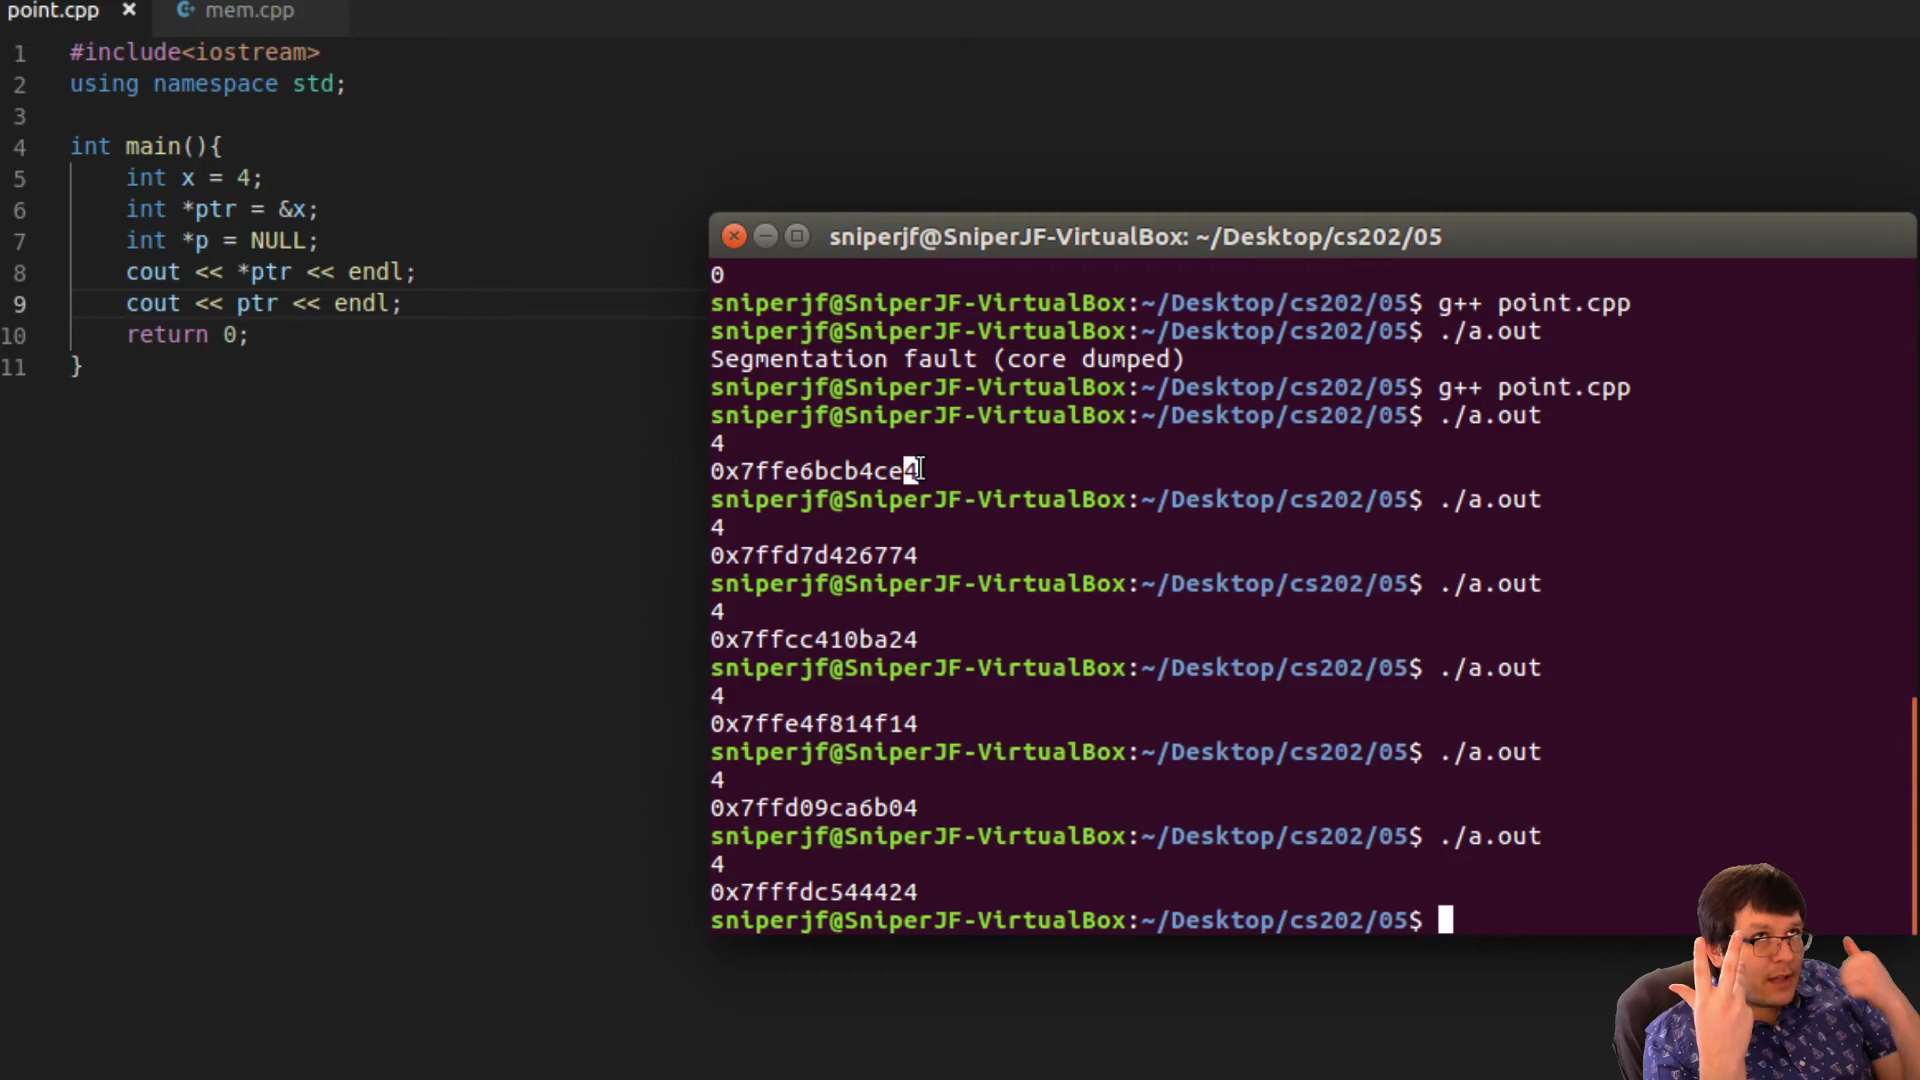 point.cpp × mem.cpp
1 #include<iostream>
2 using namespace std;
3
4 int main(){
5 int x = 4;
6 int *ptr = &x;
7 int *p = NULL;
8 cout << *ptr << endl;
9 cout << ptr << endl;
10 return 0;
11 }
sniperjf@SniperJF-VirtualBox: ~/Desktop/cs202/05
0
sniperjf@SniperJF-VirtualBox:~/Desktop/cs202/05$ g++ point.cpp
sniperjf@SniperJF-VirtualBox:~/Desktop/cs202/05$ ./a.out
Segmentation fault (core dumped)
sniperjf@SniperJF-VirtualBox:~/Desktop/cs202/05$ g++ point.cpp
sniperjf@SniperJF-VirtualBox:~/Desktop/cs202/05$ ./a.out
4
0x7ffe6bcb4ce4
sniperjf@SniperJF-VirtualBox:~/Desktop/cs202/05$ ./a.out
4
0x7ffd7d426774
sniperjf@SniperJF-VirtualBox:~/Desktop/cs202/05$ ./a.out
4
0x7ffcc410ba24
sniperjf@SniperJF-VirtualBox:~/Desktop/cs202/05$ ./a.out
4
0x7ffe4f814f14
sniperjf@SniperJF-VirtualBox:~/Desktop/cs202/05$ ./a.out
4
0x7ffd09ca6b04
sniperjf@SniperJF-VirtualBox:~/Desktop/cs202/05$ ./a.out
4
0x7fffdc544424
sniperjf@SniperJF-VirtualBox:~/Desktop/cs202/05$